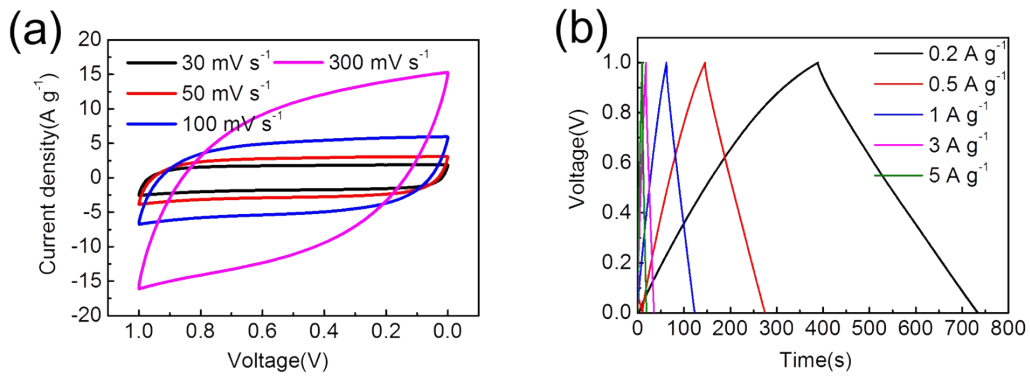 (a)
Current density(A g⁻¹)
20
15
10
5
0
-5
-10
-15
-20
30 mV s⁻¹
300 mV s⁻¹
50 mV s⁻¹
100 mV s⁻¹
1.0 0.8 0.6 0.4 0.2 0.0
Voltage(V)
(b)
Voltage(V)
1.0
0.8
0.6
0.4
0.2
0.0
0.2 A g⁻¹
0.5 A g⁻¹
1 A g⁻¹
3 A g⁻¹
5 A g⁻¹
0 100 200 300 400 500 600 700 800
Time(s)